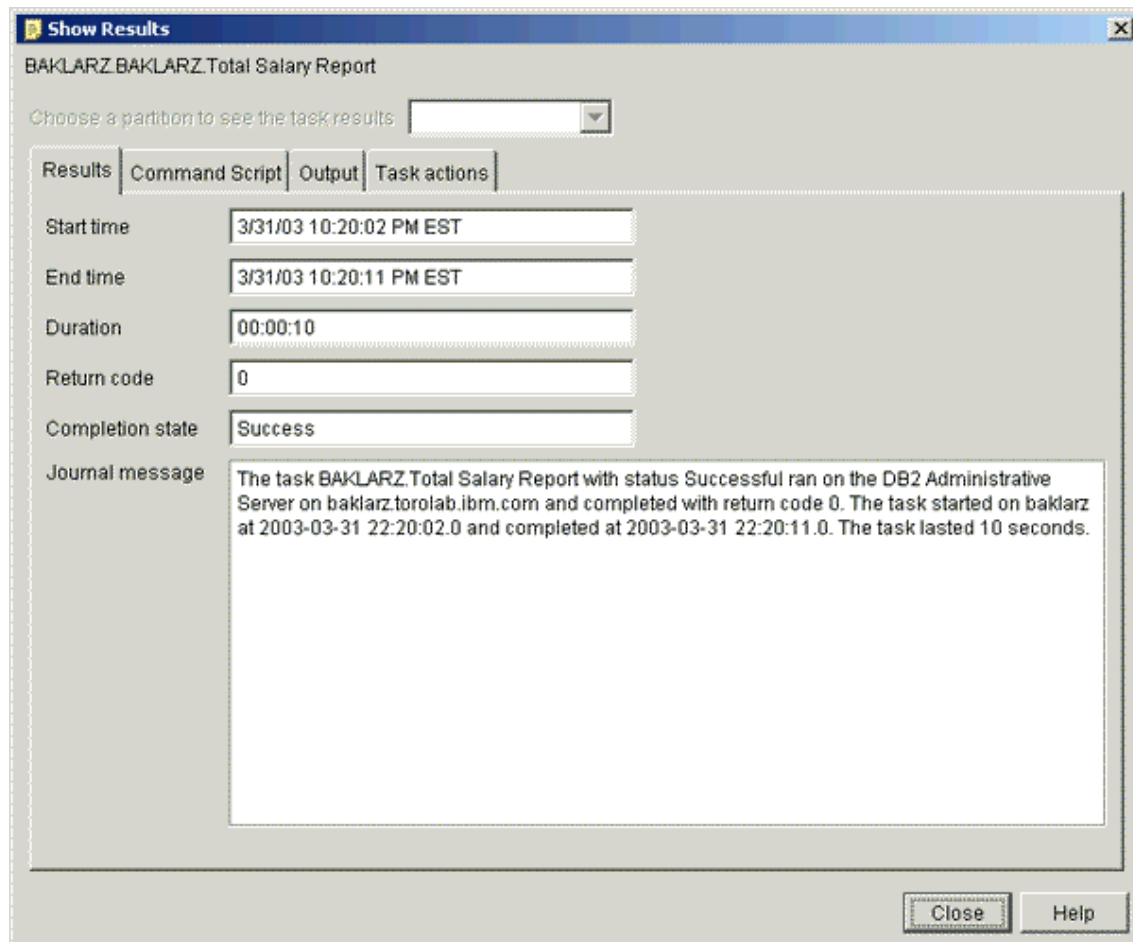 Show Results
BAKLARZ.BAKLARZ.Total Salary Report
Choose a partition to see the task results
Results Command Script Output Task actions
Start time 3/31/03 10:20:02 PM EST
End time 3/31/03 10:20:11 PM EST
Duration 00:00:10
Return code 0
Completion state Success
Journal message
The task BAKLARZ.Total Salary Report with status Successful ran on the DB2 Administrative
Server on baklarz.torolab.ibm.com and completed with return code 0. The task started on baklarz
at 2003-03-31 22:20:02.0 and completed at 2003-03-31 22:20:11.0. The task lasted 10 seconds.
Close Help